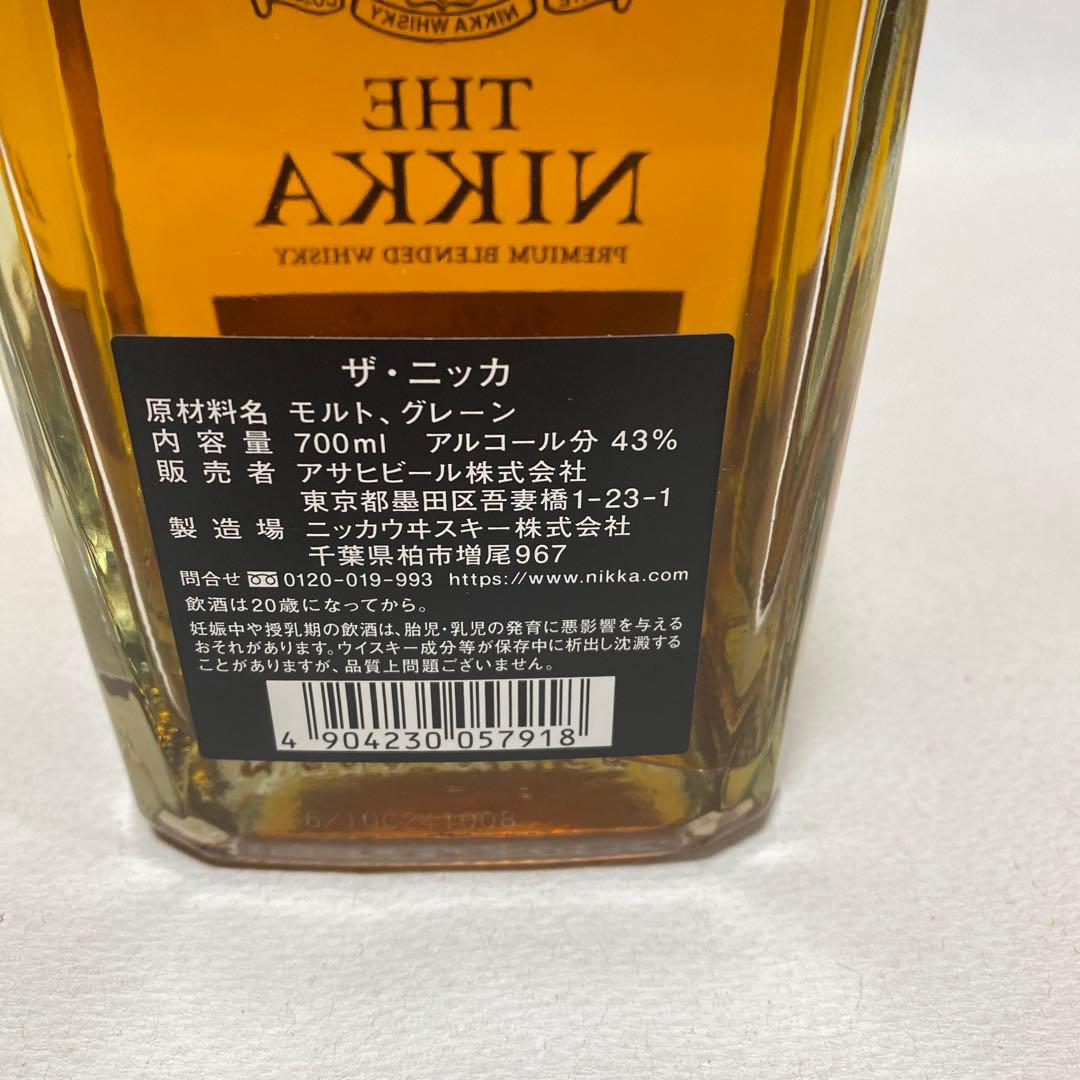 NIKKA WHISKY
THE
NIKKA
PREMIUM BLENDED WHISKY
ザ・ニッカ
原材料名 モルト、グレーン
内容量 700ml アルコール分 43%
販売者 アサヒビール株式会社
東京都墨田区吾妻橋1-23-1
製造場 ニッカウヰスキー株式会社
千葉県柏市増尾967
問合せ 0120-019-993 https://www.nikka.com
飲酒は20歳になってから。
妊娠中や授乳期の飲酒は、胎児・乳児の発育に悪影響を与える
おそれがあります。ウイスキー成分等が保存中に析出し沈澱する
ことがありますが、品質上問題ございません。
4 904230 057918
6/10C241008